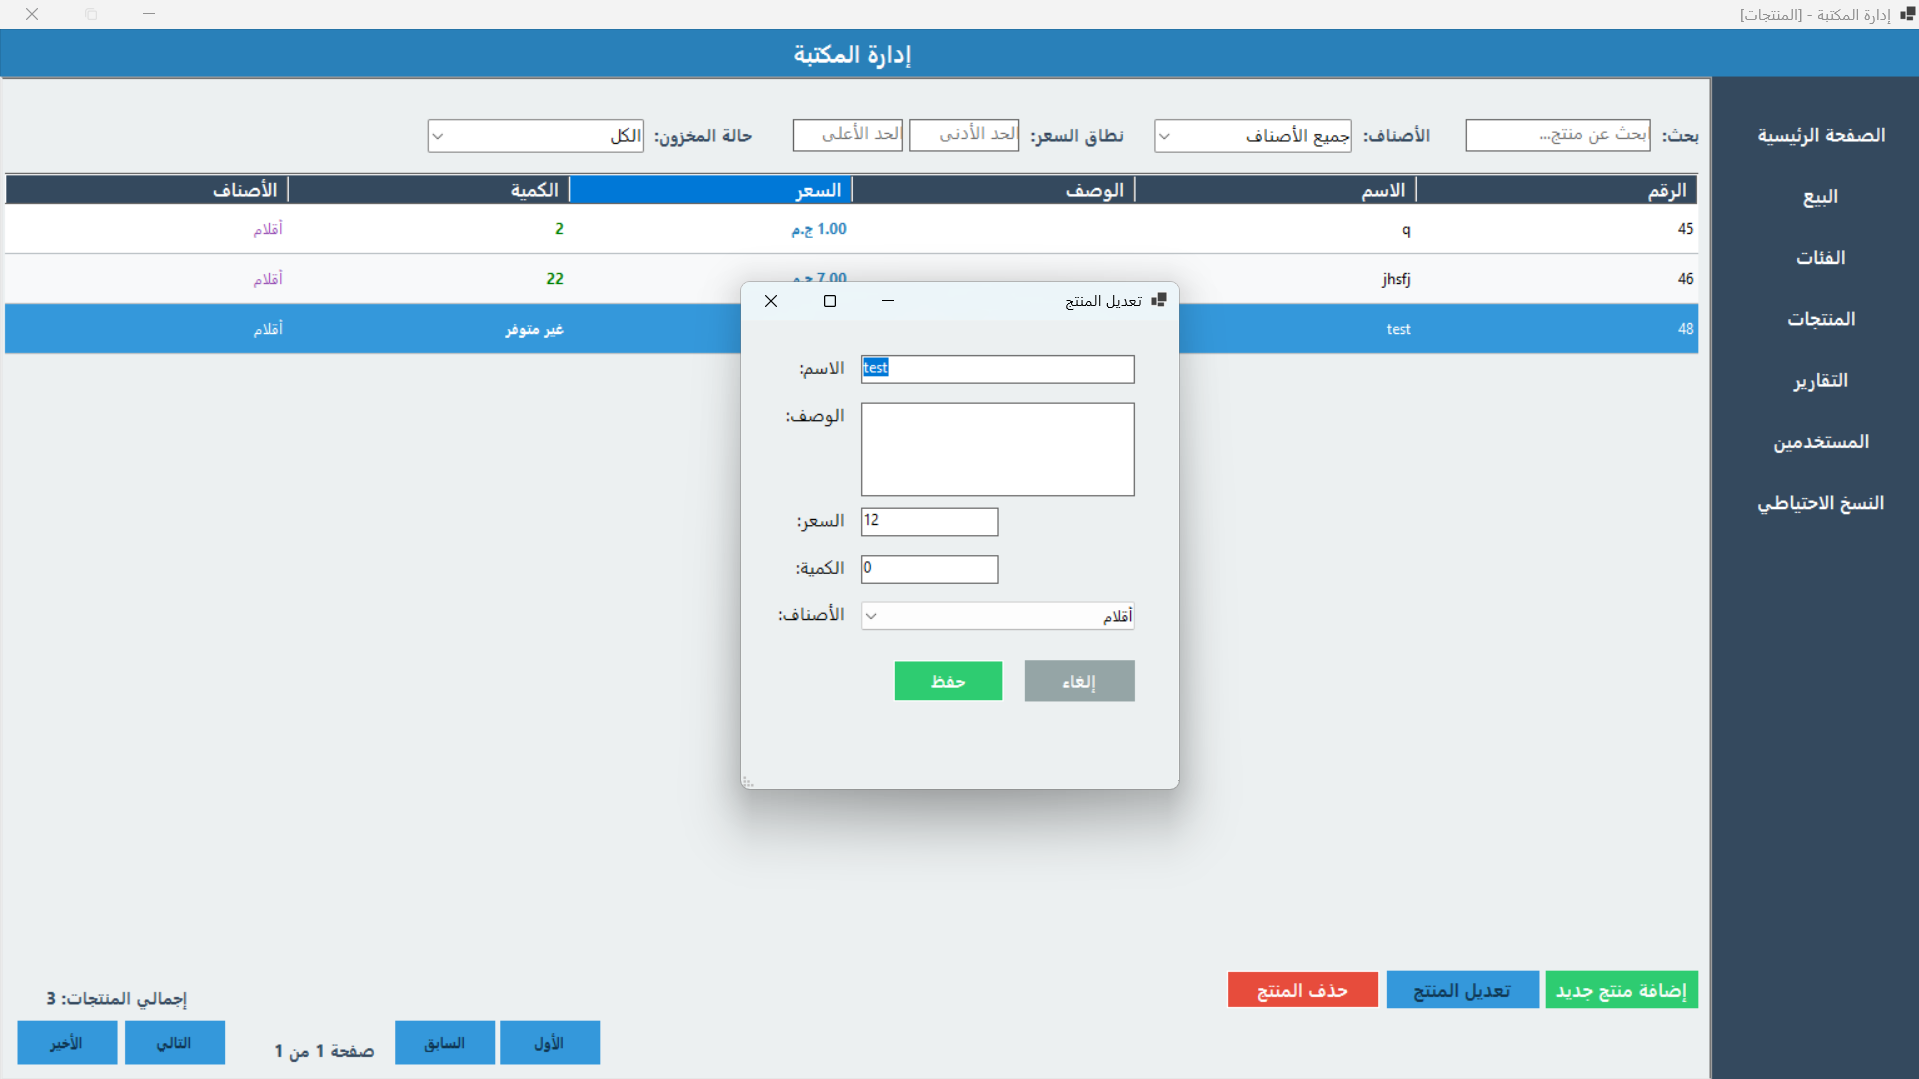 إدارة المكتبة - [المنتجات]
إدارة المكتبة
الصفحة الرئيسية
البيع
الفئات
المنتجات
التقارير
المستخدمين
النسخ الاحتياطي
بحث: ابحث عن منتج... الأصناف: جميع الأصناف نطاق السعر: الحد الأدنى الحد الأعلى حالة المخزون: الكل
الرقم الاسم الوصف السعر الكمية الأصناف
45 q 1.00 ج.م 2 أقلام
46 jhsfj 7.00 ج.م 22 أقلام
48 test غير متوفر أقلام
تعديل المنتج
الاسم: test
الوصف:
السعر: 12
الكمية: 0
الأصناف: أقلام
إلغاء حفظ
إضافة منتج جديد تعديل المنتج حذف المنتج
إجمالي المنتجات: 3
الأول السابق صفحة 1 من 1 التالي الأخير